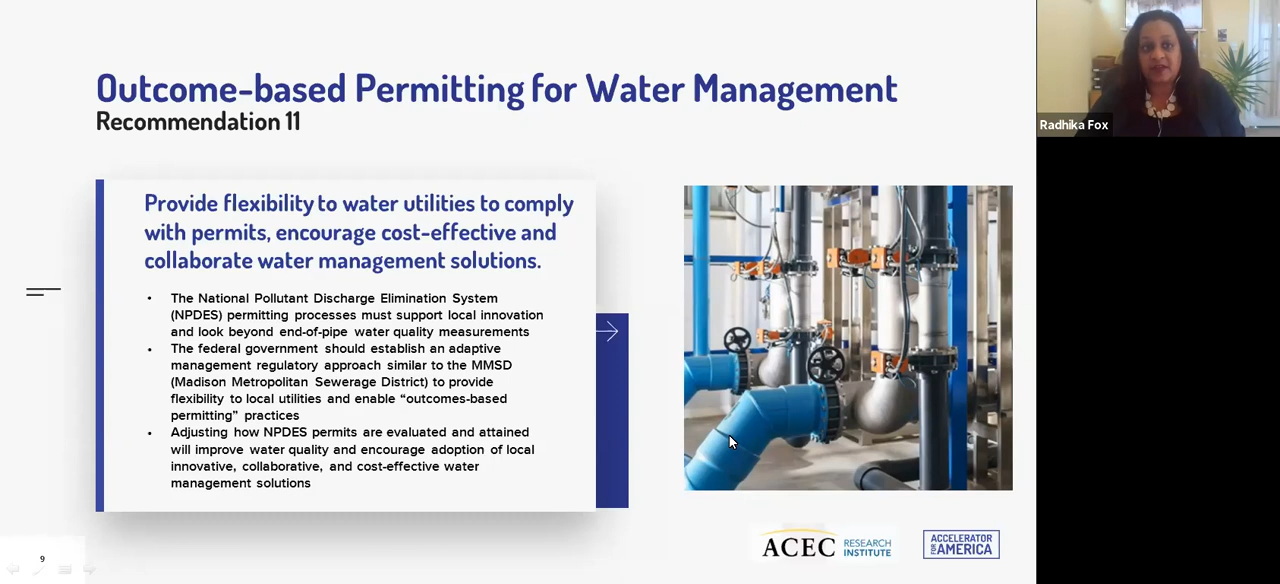 Outcome-based Permitting for Water Management
Recommendation 11
Provide flexibility to water utilities to comply
with permits, encourage cost-effective and
collaborate water management solutions.
• The National Pollutant Discharge Elimination System
(NPDES) permitting processes must support local innovation
and look beyond end-of-pipe water quality measurements
• The federal government should establish an adaptive
management regulatory approach similar to the MMSD
(Madison Metropolitan Sewerage District) to provide
flexibility to local utilities and enable “outcomes-based
permitting” practices
• Adjusting how NPDES permits are evaluated and attained
will improve water quality and encourage adoption of local
innovative, collaborative, and cost-effective water
management solutions
9
ACEC RESEARCH
INSTITUTE
ACCELERATOR
FOR AMERICA
Radhika Fox